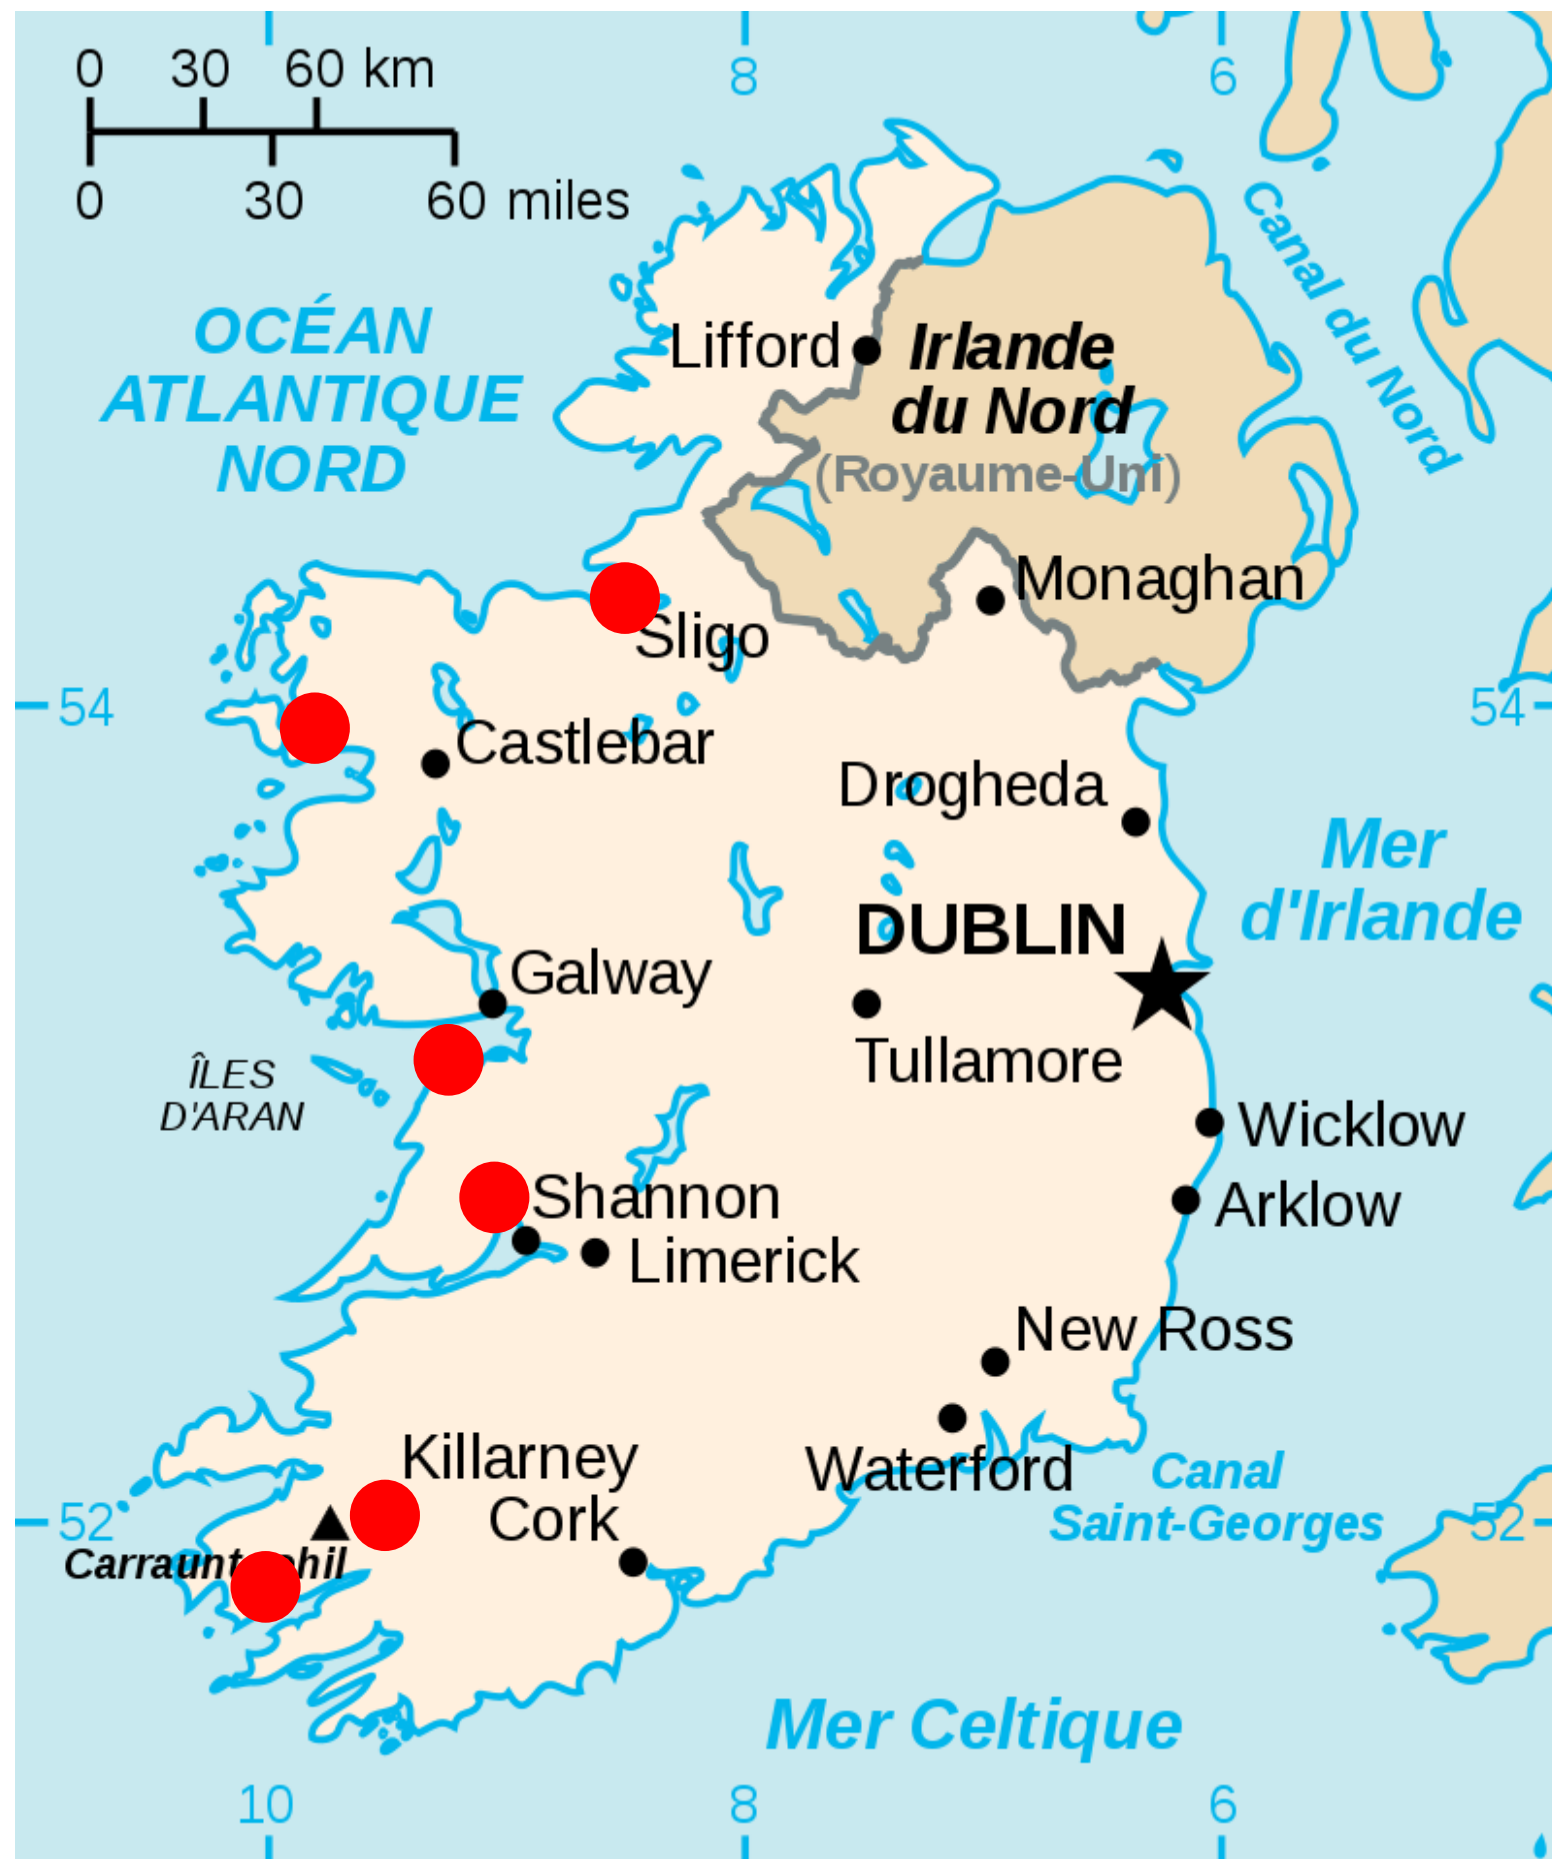 0 30 60 km
0 30 60 miles
8
6
Canal du Nord
OCÉAN
ATLANTIQUE
NORD
Lifford
Irlande
du Nord
(Royaume-Uni)
Monaghan
Sligo
54
54
Castlebar
Drogheda
Mer
d'Irlande
DUBLIN
Galway
Tullamore
ÎLES
D'ARAN
Wicklow
Shannon
Arklow
Limerick
New Ross
Killarney
Waterford
Canal
Saint-Georges
Cork
52
52
Mer Celtique
10
8
6